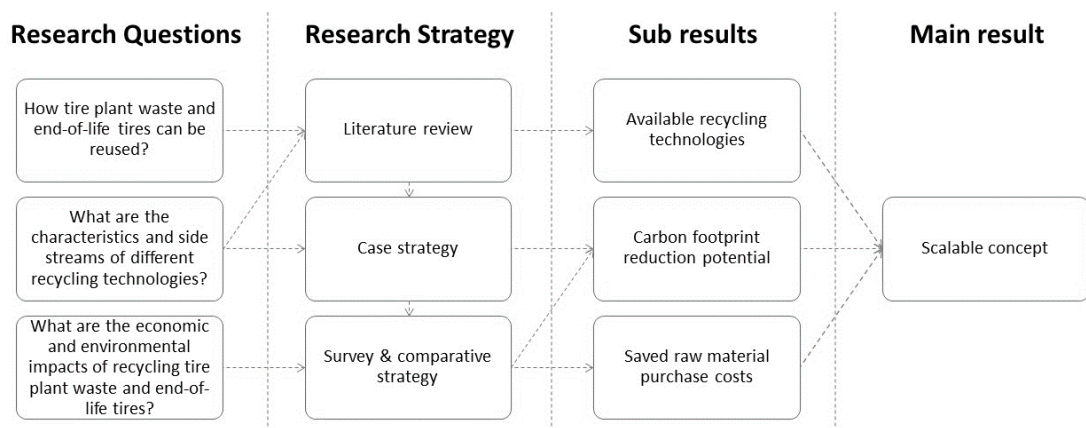 Research Questions
Research Strategy
Sub results
Main result
How tire plant waste and
end-of-life tires can be
reused?
Literature review
Available recycling
technologies
What are the
characteristics and side
streams of different
recycling technologies?
Case strategy
Carbon footprint
reduction potential
Scalable concept
What are the economic
and environmental
impacts of recycling tire
plant waste and end-of-
life tires?
Survey & comparative
strategy
Saved raw material
purchase costs